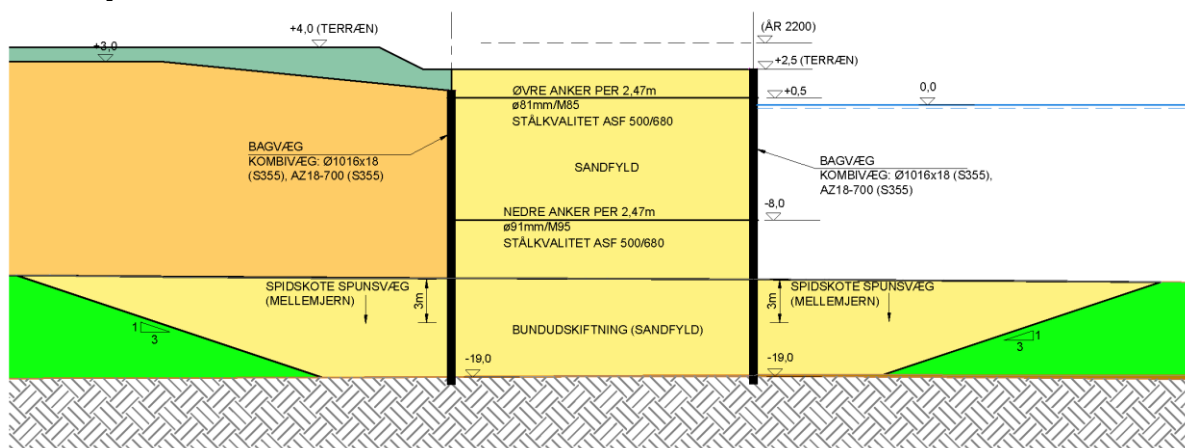 (ÅR 2200)
+4,0 (TERRÆN)
+3,0
+2,5 (TERRÆN)
ØVRE ANKER PER 2,47m
ø81mm/M85
STÅLKVALITET ASF 500/680
+0,5
0,0
BAGVÆG
KOMBIVÆG: Ø1016x18
(S355), AZ18-700 (S355)
SANDFYLD
BAGVÆG
KOMBIVÆG: Ø1016x18 (S355),
AZ18-700 (S355)
NEDRE ANKER PER 2,47m
ø91mm/M95
STÅLKVALITET ASF 500/680
-8,0
SPIDSKOTE SPUNSVÆG
(MELLEMJERN)
3m
SPIDSKOTE SPUNSVÆG
(MELLEMJERN)
3m
1
3
BUNDUDSKIFTNING (SANDFYLD)
1
3
-19,0
-19,0